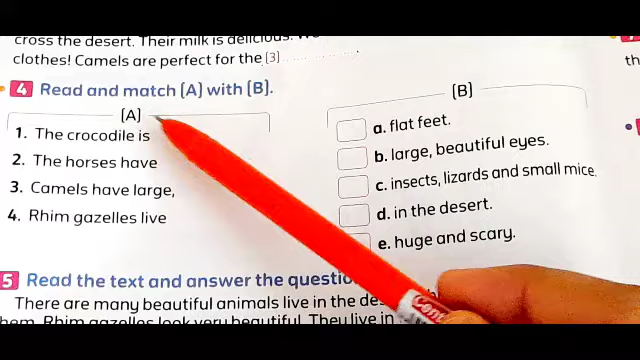 cross the desert. Their milk is delicious.
clothes! Camels are perfect for the (3) ..............
4 Read and match (A) with (B).
(A)
1. The crocodile is
2. The horses have
3. Camels have large,
4. Rhim gazelles live
(B)
a. flat feet.
b. large, beautiful eyes.
c. insects, lizards and small mice.
d. in the desert.
e. huge and scary.
5 Read the text and answer the
There are many beautiful animals live in the
Rhim gazelles look very beautiful. They live in
th